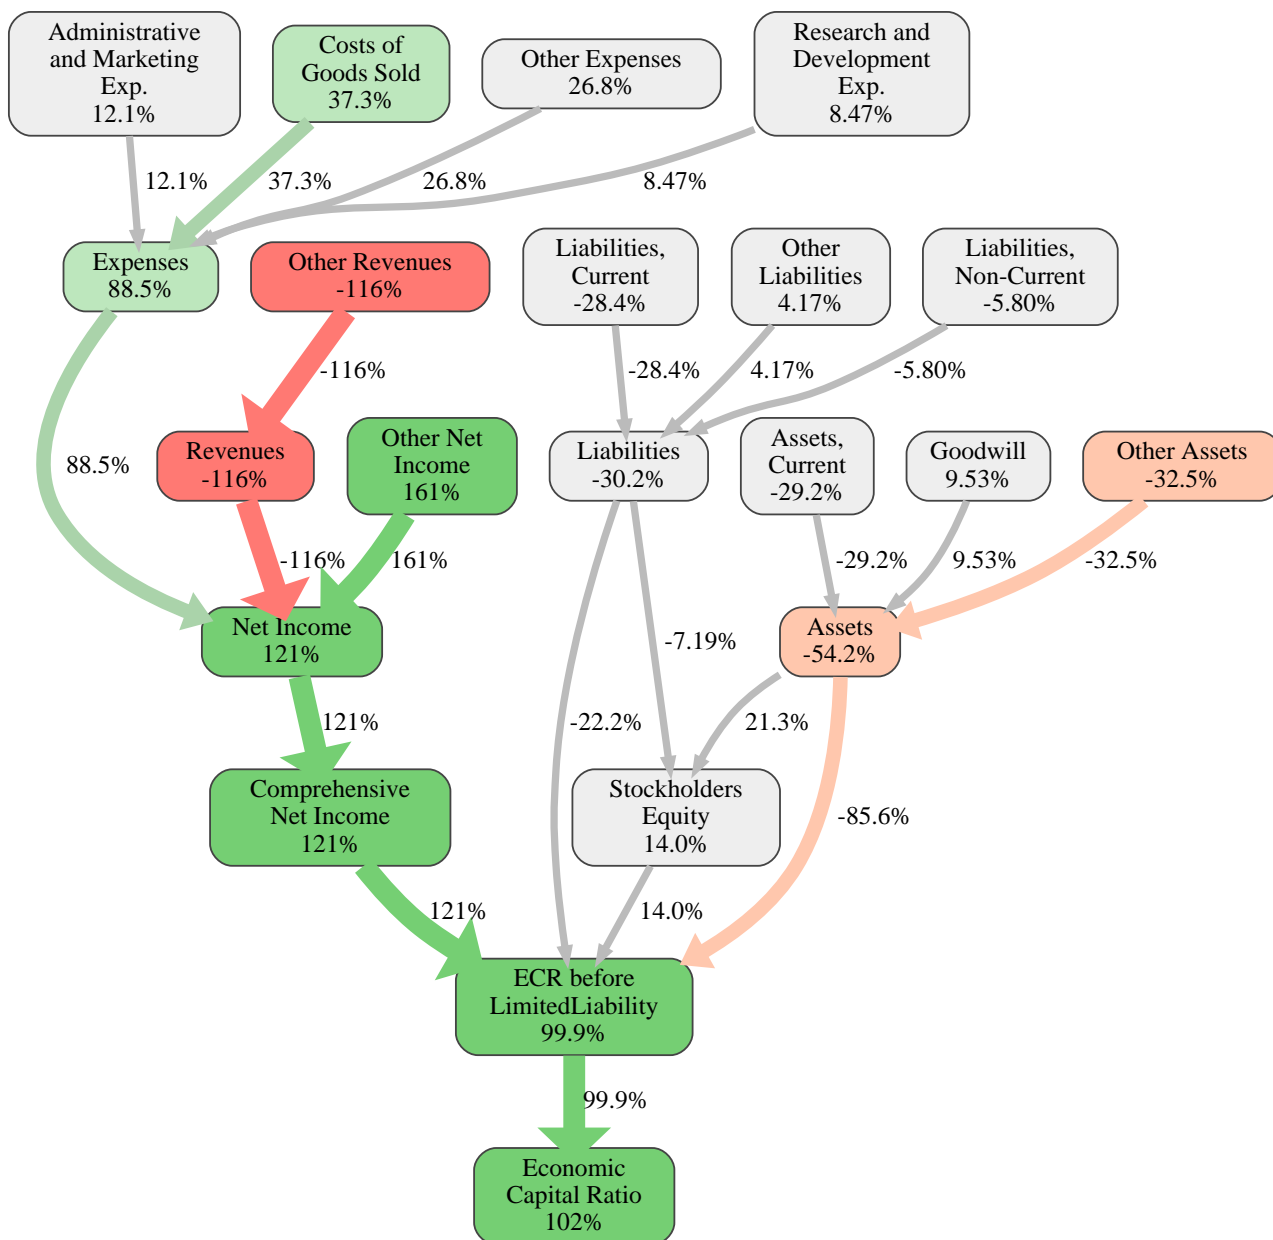 Administrative
and Marketing
Exp.
12.1%
Costs of
Goods Sold
37.3%
Other Expenses
26.8%
Research and
Development
Exp.
8.47%
12.1%
37.3%
26.8%
8.47%
Expenses
88.5%
Other Revenues
-116%
Liabilities,
Current
-28.4%
Other
Liabilities
4.17%
Liabilities,
Non-Current
-5.80%
-116%
-28.4%
4.17%
-5.80%
88.5%
Revenues
-116%
Other Net
Income
161%
Liabilities
-30.2%
Assets,
Current
-29.2%
Goodwill
9.53%
Other Assets
-32.5%
-116%
161%
-29.2%
9.53%
-32.5%
Net Income
121%
-7.19%
Assets
-54.2%
121%
-22.2%
21.3%
Comprehensive
Net Income
121%
Stockholders
Equity
14.0%
-85.6%
121%
14.0%
ECR before
LimitedLiability
99.9%
99.9%
Economic
Capital Ratio
102%